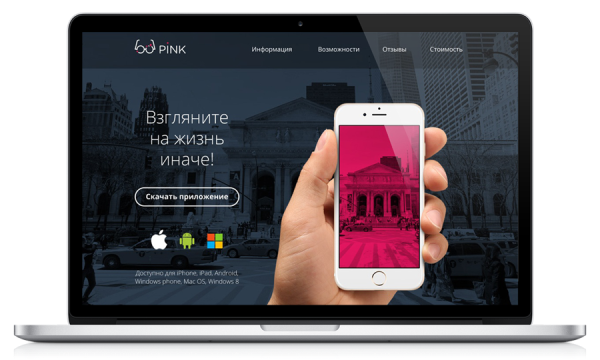 PINK
Информация
Возможности
Отзывы
Стоимость
Взгляните
на жизнь
иначе!
Скачать приложение
Доступно для iPhone, iPad, Android,
Windows phone, Mac OS, Windows 8